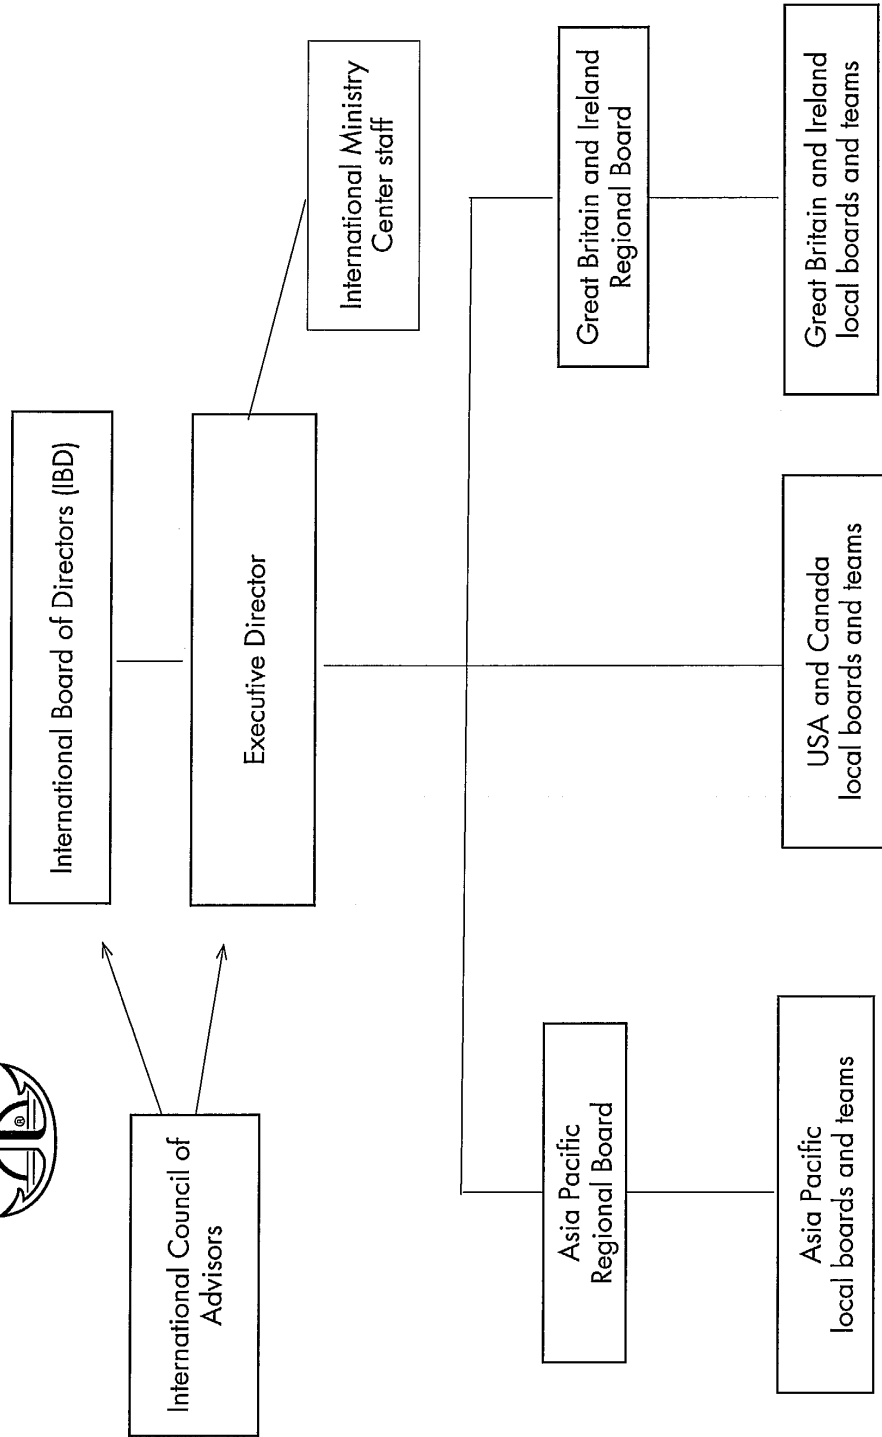 International Board of Directors (IBD)
International Council of
Advisors
Executive Director
International Ministry
Center staff
Asia Pacific
Regional Board
Great Britain and Ireland
Regional Board
Asia Pacific
local boards and teams
USA and Canada
local boards and teams
Great Britain and Ireland
local boards and teams
®